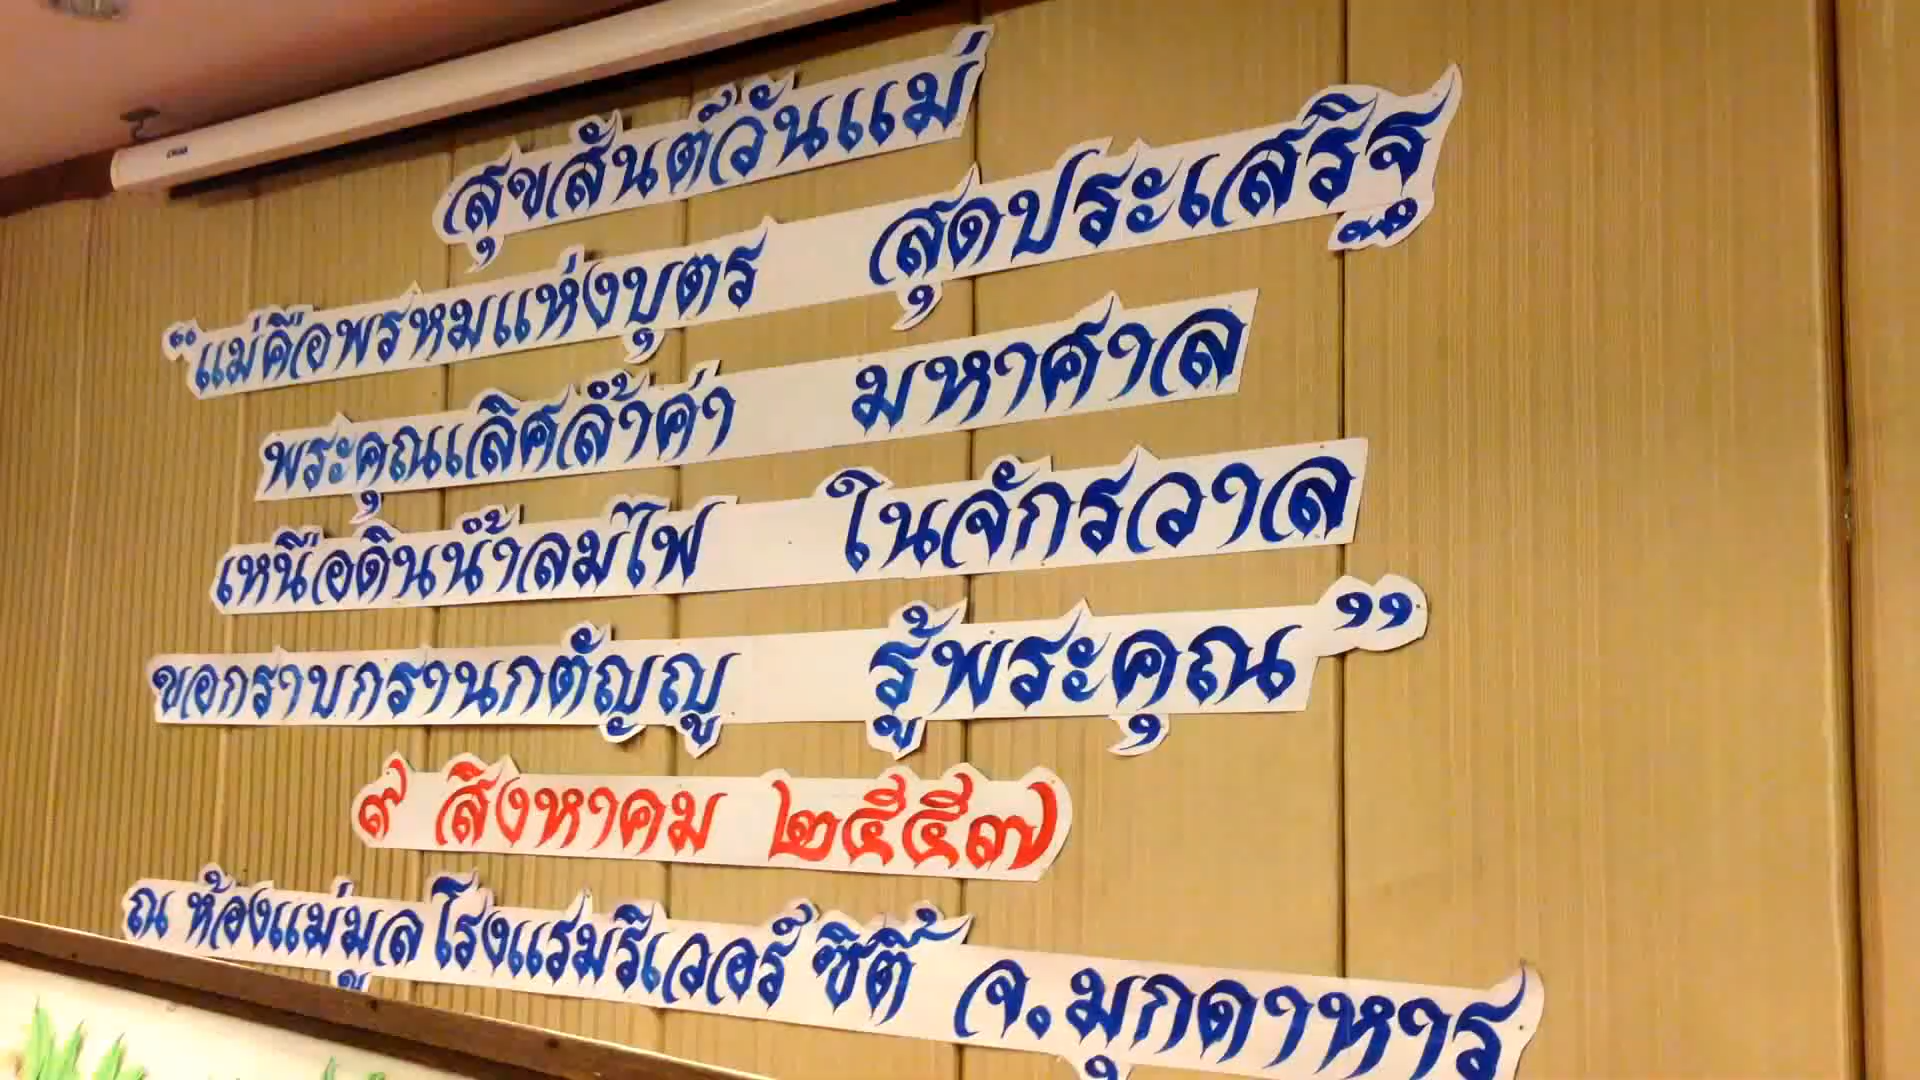 สุขสันต์วันแม่
“แม่คือพรหมแห่งบุตร สุดประเสริฐ
พระคุณเลิศล้ำค่า มหาศาล
เหนือดินน้ำลมไฟ ในจักรวาล
ขอกราบกรานกตัญญู รู้พระคุณ”
๙ สิงหาคม ๒๕๕๗
ณ ห้องแม่มูล โรงแรมริเวอร์ ซิตี้ จ.มุกดาหาร